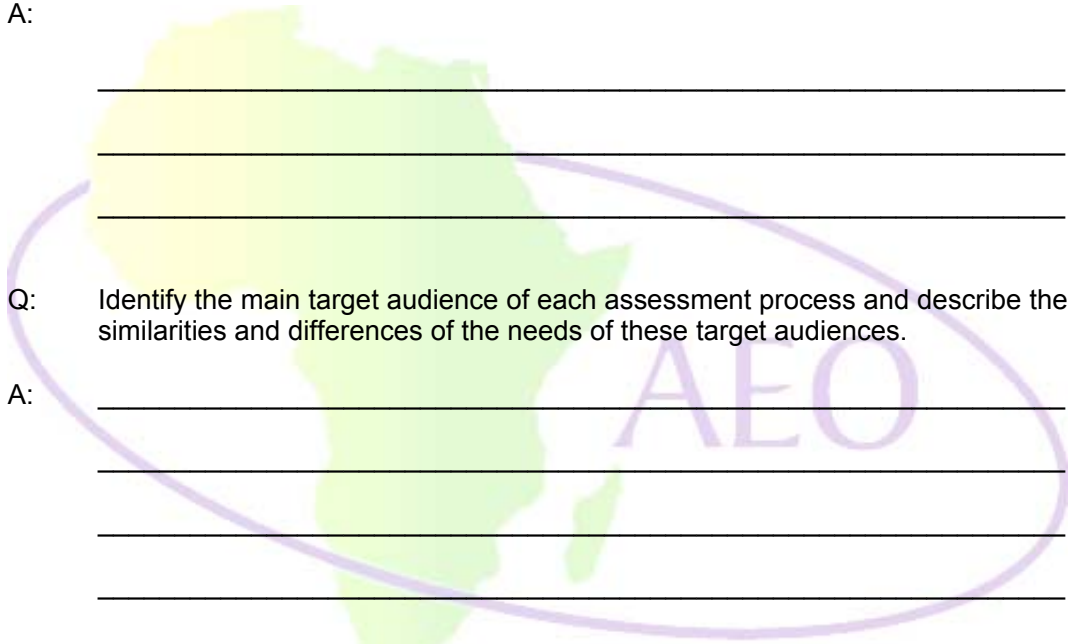 A:
Q: Identify the main target audience of each assessment process and describe the
similarities and differences of the needs of these target audiences.
AEO
A: